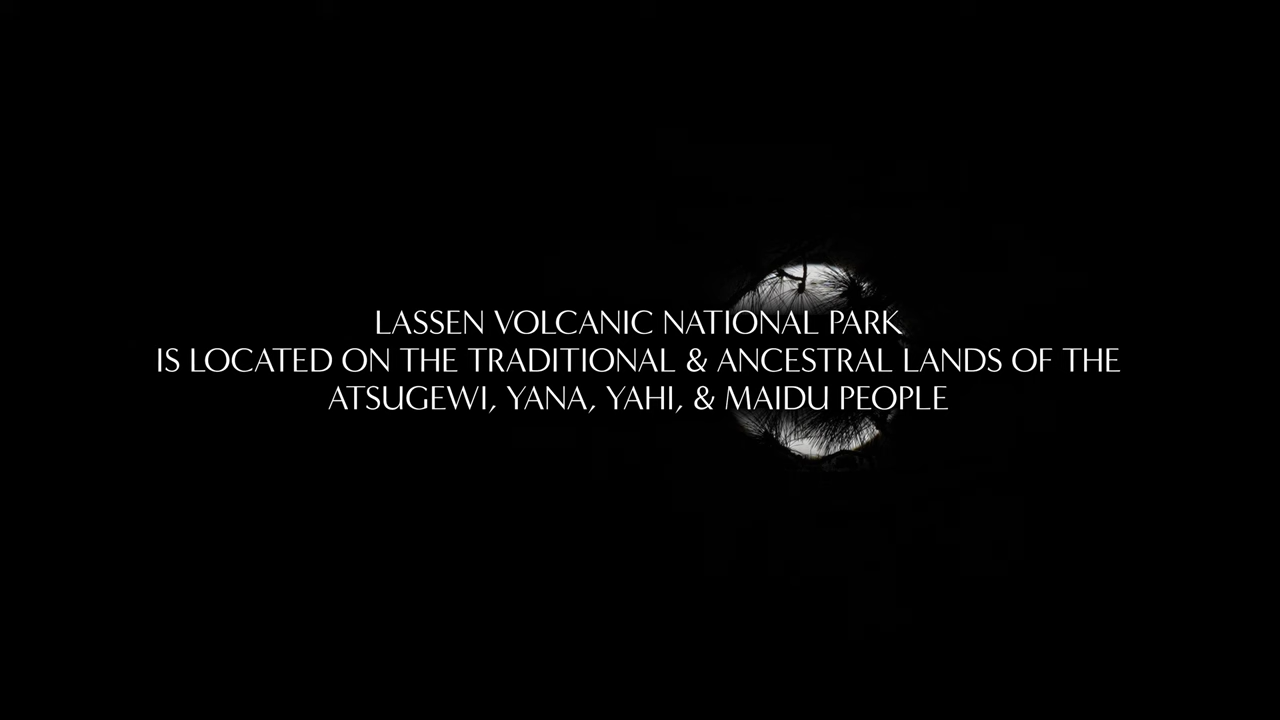 LASSEN VOLCANIC NATIONAL PARK
IS LOCATED ON THE TRADITIONAL & ANCESTRAL LANDS OF THE
ATSUGEWI, YANA, YAHI, & MAIDU PEOPLE